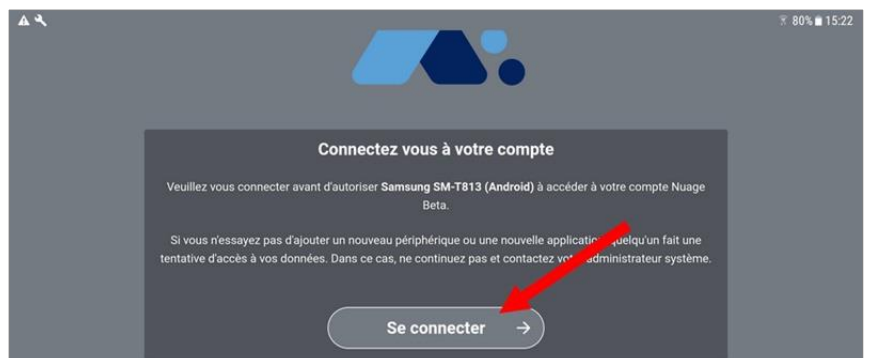 80% 15:22
Connectez vous à votre compte
Veuillez vous connecter avant d'autoriser Samsung SM-T813 (Android) à accéder à votre compte Nuage
Beta.
Si vous n'essayez pas d'ajouter un nouveau périphérique ou une nouvelle application, quelqu'un fait une
tentative d'accès à vos données. Dans ce cas, ne continuez pas et contactez votre administrateur système.
Se connecter →